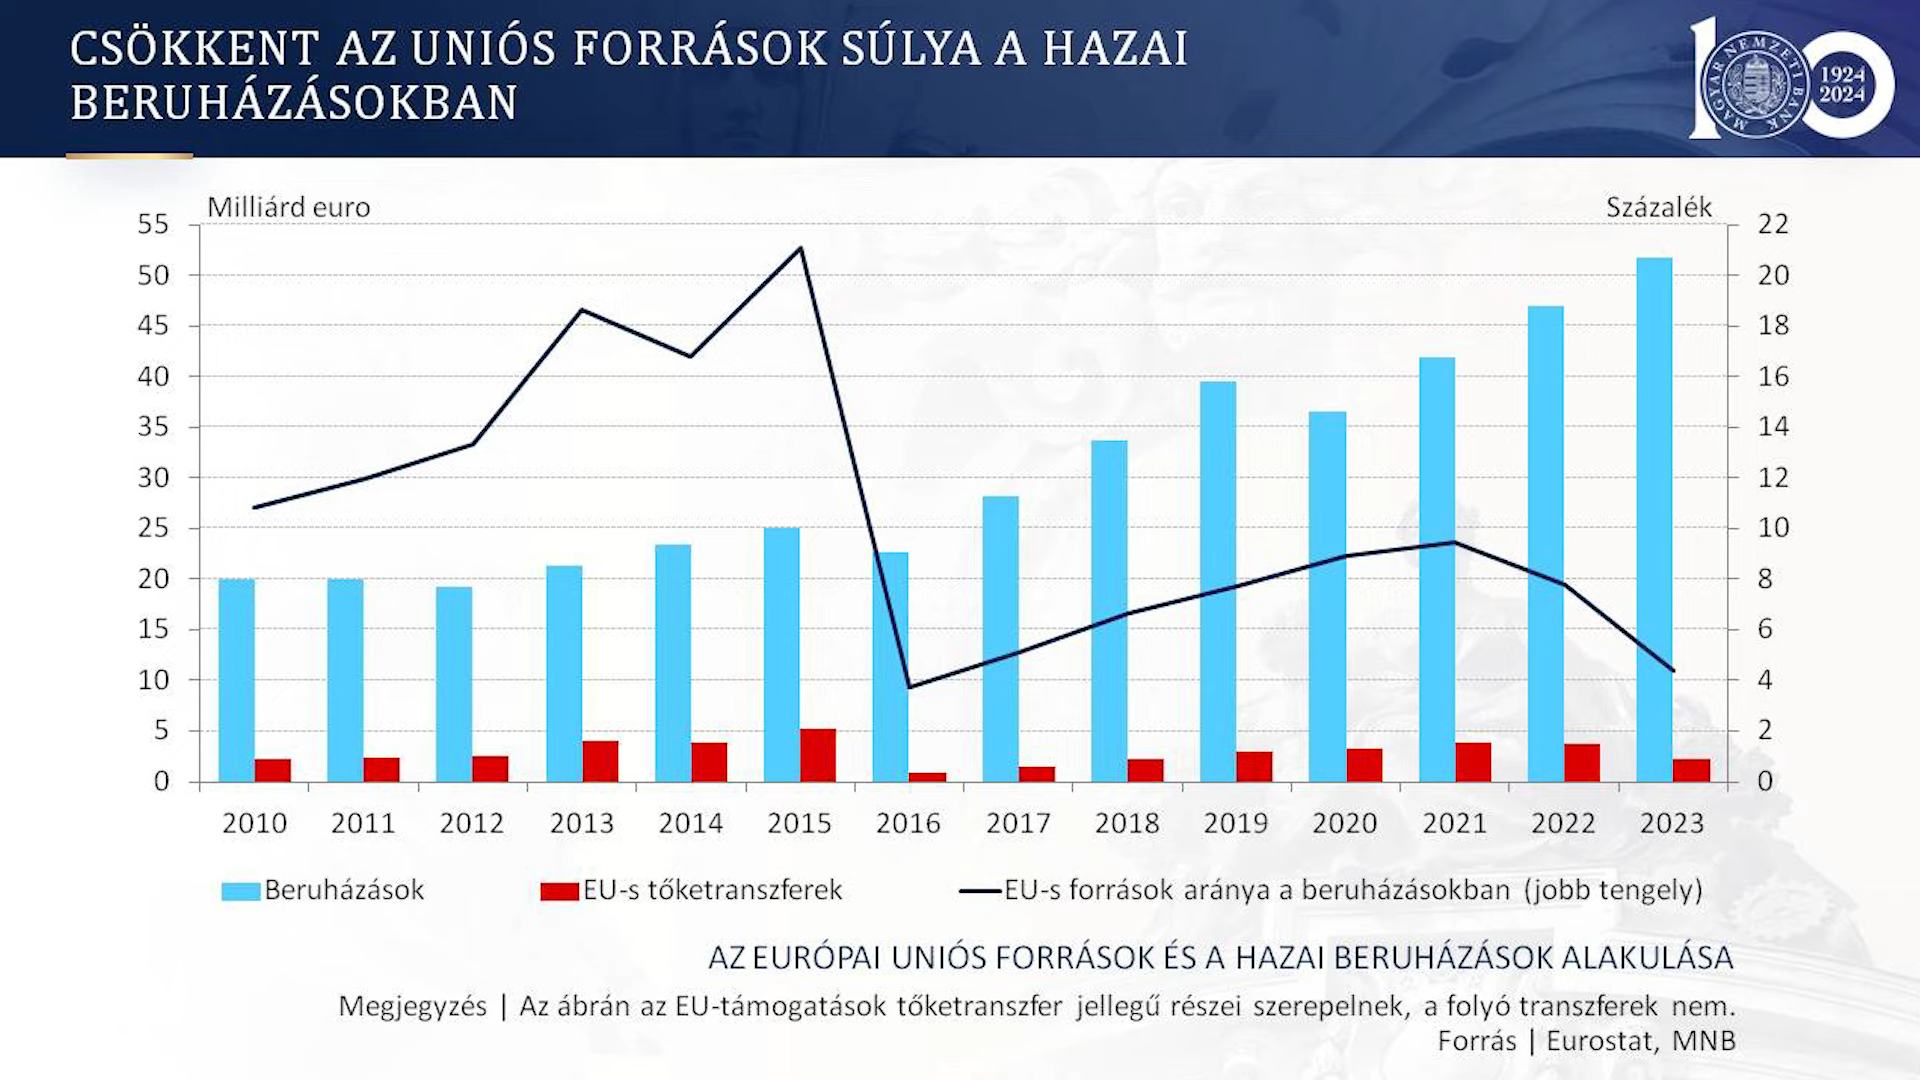 CSÖKKENT AZ UNIÓS FORRÁSOK SÚLYA A HAZAI
BERUHÁZÁSOKBAN
MAGYAR NEMZETI BANK
1924
2024
Milliárd euro
Százalék
55
50
45
40
35
30
25
20
15
10
5
0
22
20
18
16
14
12
10
8
6
4
2
0
2010 2011 2012 2013 2014 2015 2016 2017 2018 2019 2020 2021 2022 2023
Beruházások EU-s tőketranszferek EU-s források aránya a beruházásokban (jobb tengely)
AZ EURÓPAI UNIÓS FORRÁSOK ÉS A HAZAI BERUHÁZÁSOK ALAKULÁSA
Megjegyzés | Az ábrán az EU-támogatások tőketranszfer jellegű részei szerepelnek, a folyó transzferek nem.
Forrás | Eurostat, MNB